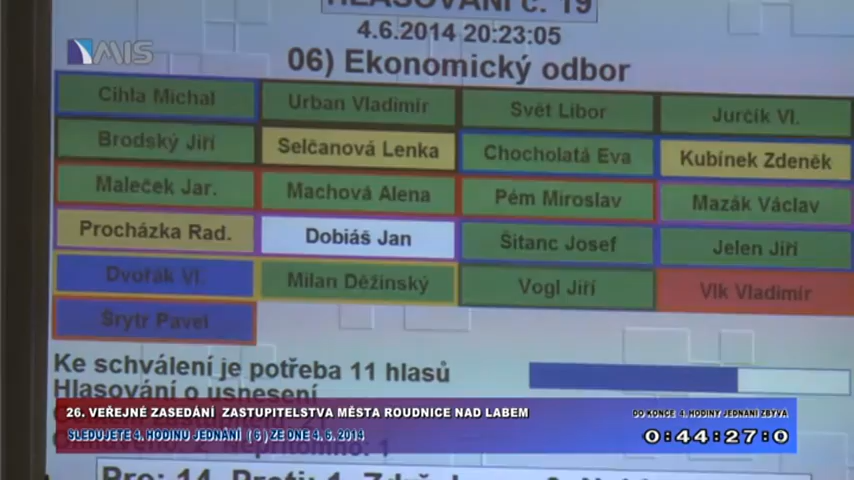 HLASOVÁNÍ č. 19
4.6.2014 20:23:05
MIS
06) Ekonomický odbor
Cihla Michal Urban Vladimír Svět Libor Jurčík Vl.
Brodský Jiří Selčanová Lenka Chocholatá Eva Kubínek Zdeněk
Maleček Jar. Machová Alena Pém Miroslav Mazák Václav
Procházka Rad. Dobiáš Jan Šitanc Josef Jelen Jiří
Dvořák Vl. Milan Děžinský Vogl Jiří Vlk Vladimír
Šrytr Pavel
Ke schválení je potřeba 11 hlasů
Hlasování o usnesení
26. VEŘEJNÉ ZASEDÁNÍ ZASTUPITELSTVA MĚSTA ROUDNICE NAD LABEM
DO KONCE 4. HODINY JEDNÁNÍ ZBÝVÁ
SLEDUJETE 4. HODINU JEDNÁNÍ ( 6 ) ZE DNE 4. 6. 2014
0:44:27:0
Pro: 14 Proti: 1